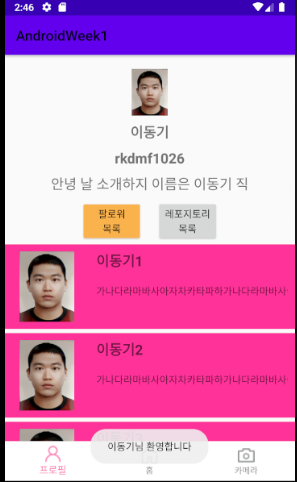 2:46
AndroidWeek1
이동기
rkdmf1026
안녕 날 소개하지 이름은 이동기 직
팔로워
목록
레포지토리
목록
이동기1
가나다라마바사아자차카타파하가나다라마바사
이동기2
가나다라마바사아자차카타파하가나다라마바사
이동기님 환영합니다
프로필
홈
카메라